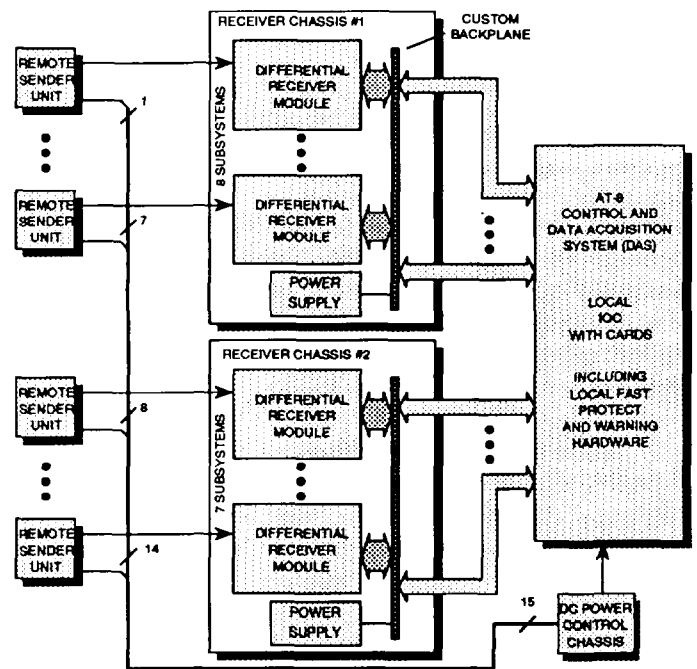 RECEIVER CHASSIS #1
CUSTOM
BACKPLANE
REMOTE
SENDER
UNIT
DIFFERENTIAL
RECEIVER
MODULE
1
8 SUBSYSTEMS
REMOTE
SENDER
UNIT
7
DIFFERENTIAL
RECEIVER
MODULE
POWER
SUPPLY
AT-8
CONTROL AND
DATA ACQUISITION
SYSTEM (DAS)
LOCAL
IOC
WITH CARDS
INCLUDING
LOCAL FAST
PROTECT
AND WARNING
HARDWARE
RECEIVER CHASSIS #2
REMOTE
SENDER
UNIT
8
DIFFERENTIAL
RECEIVER
MODULE
7 SUBSYSTEMS
REMOTE
SENDER
UNIT
14
DIFFERENTIAL
RECEIVER
MODULE
POWER
SUPPLY
15
DC POWER
CONTROL
CHASSIS